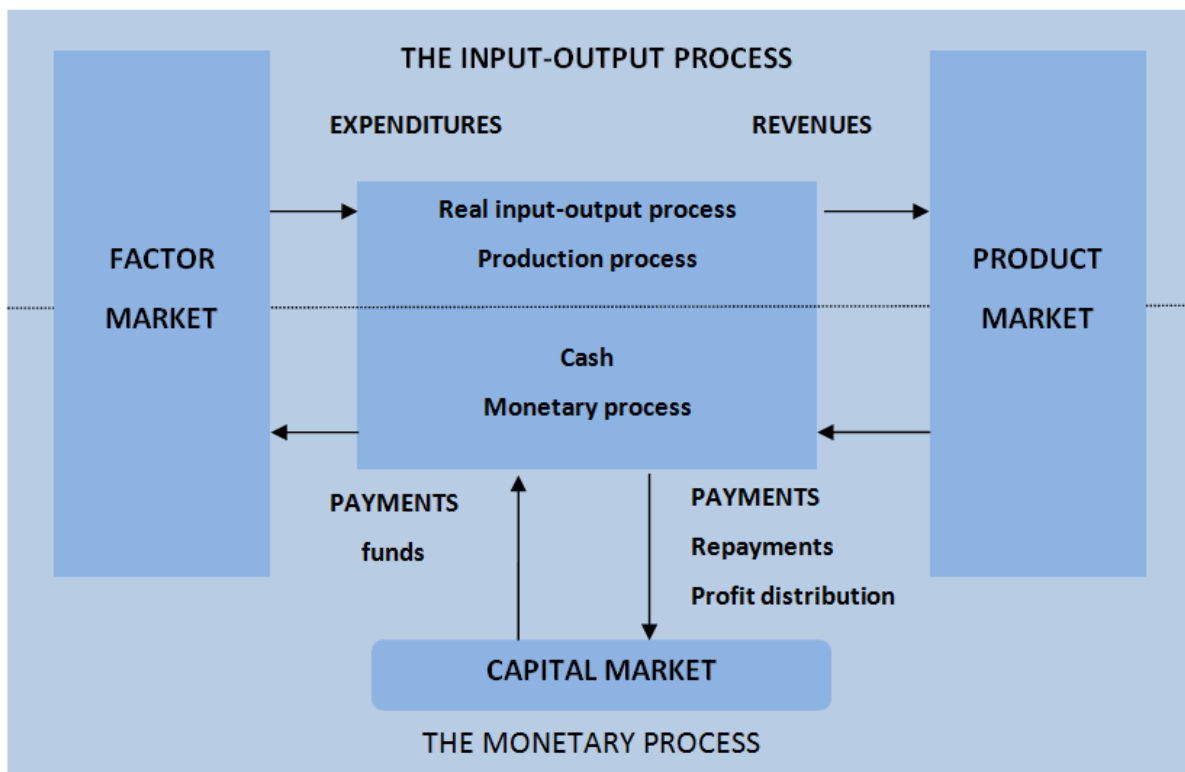 THE INPUT-OUTPUT PROCESS
EXPENDITURES
REVENUES
FACTOR
MARKET
Real input-output process
Production process
Cash
Monetary process
PRODUCT
MARKET
PAYMENTS
funds
PAYMENTS
Repayments
Profit distribution
CAPITAL MARKET
THE MONETARY PROCESS